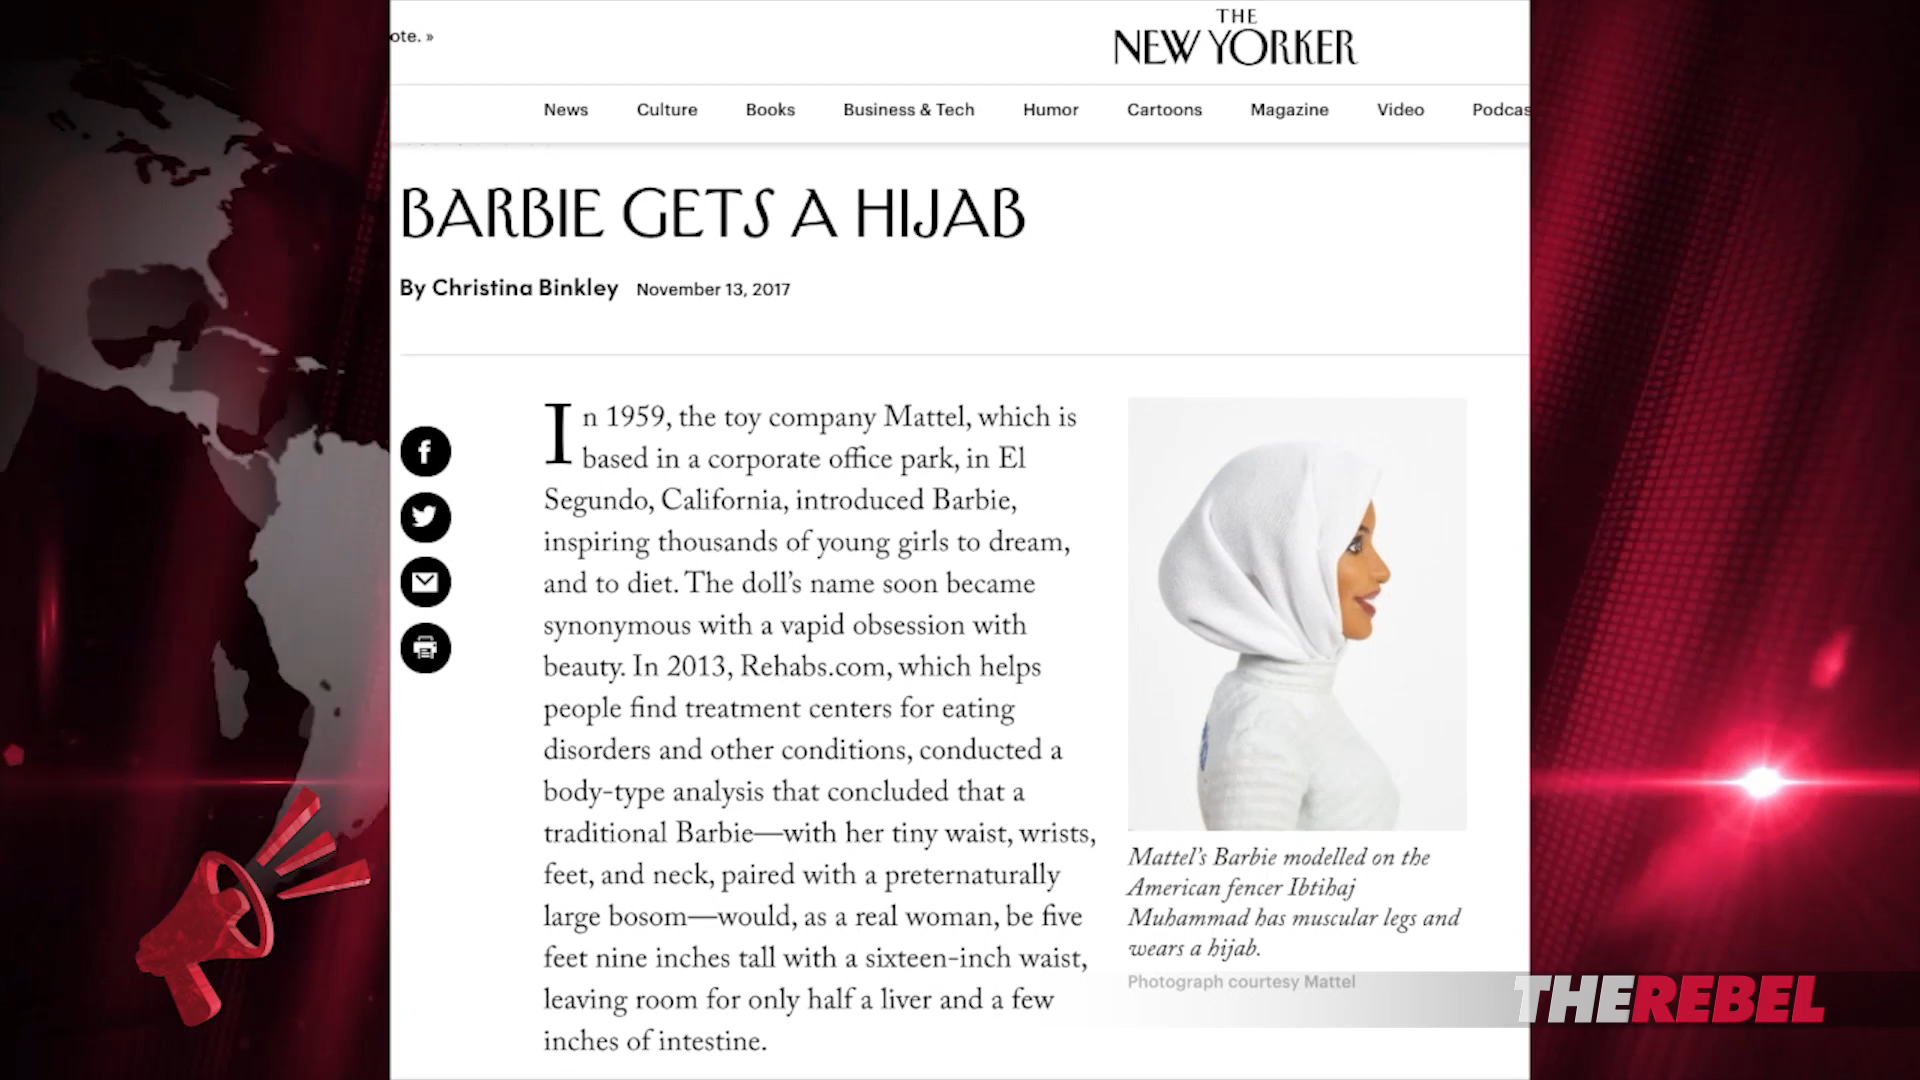 ote. »
THE
NEW YORKER
News Culture Books Business & Tech Humor Cartoons Magazine Video Podcas
BARBIE GETS A HIJAB
By Christina Binkley November 13, 2017
In 1959, the toy company Mattel, which is
based in a corporate office park, in El
Segundo, California, introduced Barbie,
inspiring thousands of young girls to dream,
and to diet. The doll’s name soon became
synonymous with a vapid obsession with
beauty. In 2013, Rehabs.com, which helps
people find treatment centers for eating
disorders and other conditions, conducted a
body-type analysis that concluded that a
traditional Barbie—with her tiny waist, wrists,
feet, and neck, paired with a preternaturally
large bosom—would, as a real woman, be five
feet nine inches tall with a sixteen-inch waist,
leaving room for only half a liver and a few
inches of intestine.
Mattel’s Barbie modelled on the
American fencer Ibtihaj
Muhammad has muscular legs and
wears a hijab.
Photograph courtesy Mattel
THEREBEL